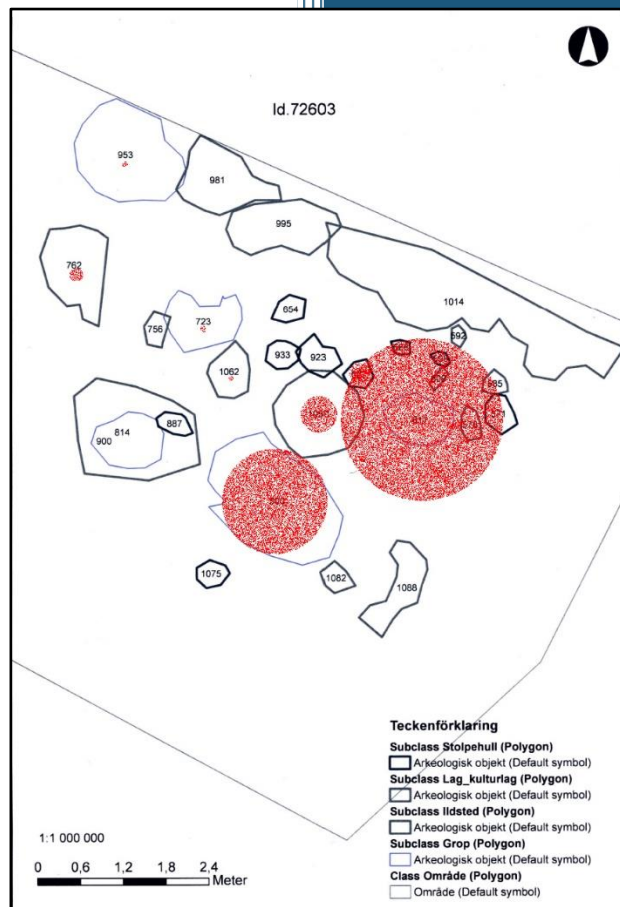 Id.72603
953
981
995
762
1014
654
723
756
592
933
923
1062
585
571
887
814
900
1075
1082
1088
Teckenförklaring
Subclass Stolpehull (Polygon)
Arkeologisk objekt (Default symbol)
Subclass Lag_kulturlag (Polygon)
Arkeologisk objekt (Default symbol)
Subclass Ildsted (Polygon)
Arkeologisk objekt (Default symbol)
Subclass Grop (Polygon)
Arkeologisk objekt (Default symbol)
Class Område (Polygon)
Område (Default symbol)
1:1 000 000
0 0,6 1,2 1,8 2,4
Meter